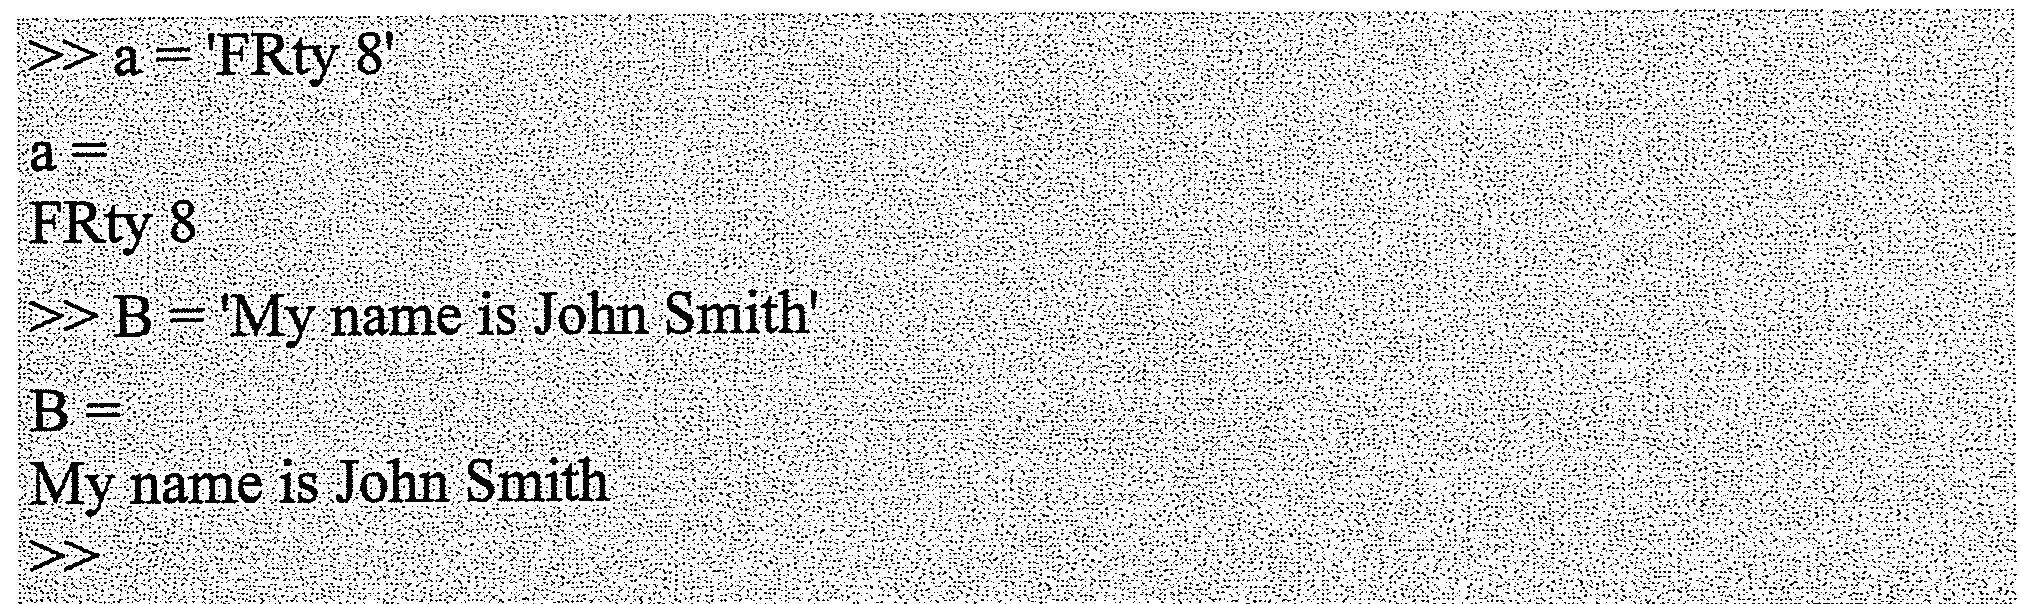 >> a = 'FRty 8'
a =
FRty 8
>> B = 'My name is John Smith'
B =
My name is John Smith
>>